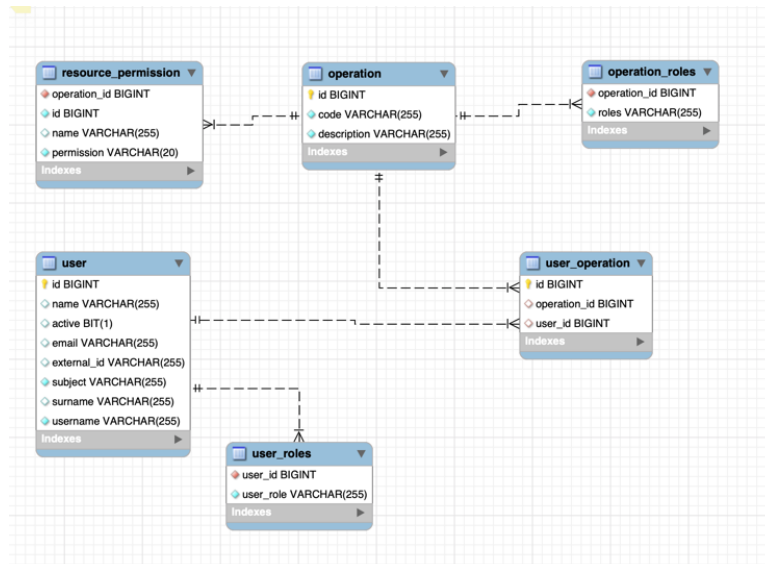 resource_permission
operation_id BIGINT
id BIGINT
name VARCHAR(255)
permission VARCHAR(20)
Indexes
operation
id BIGINT
code VARCHAR(255)
description VARCHAR(255)
Indexes
operation_roles
operation_id BIGINT
roles VARCHAR(255)
Indexes
user
id BIGINT
name VARCHAR(255)
active BIT(1)
email VARCHAR(255)
external_id VARCHAR(255)
subject VARCHAR(255)
surname VARCHAR(255)
username VARCHAR(255)
Indexes
user_operation
id BIGINT
operation_id BIGINT
user_id BIGINT
Indexes
user_roles
user_id BIGINT
user_role VARCHAR(255)
Indexes